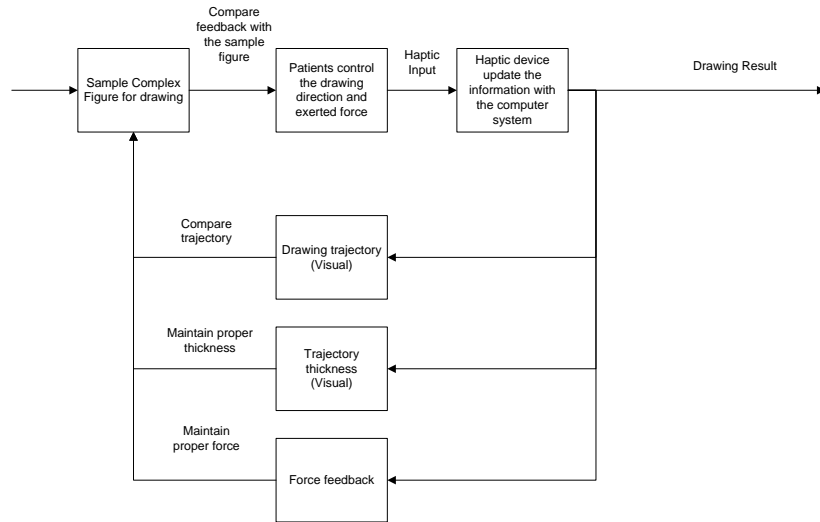 Compare
feedback with
the sample
figure
Sample Complex
Figure for drawing
Patients control
the drawing
direction and
exerted force
Haptic
Input
Haptic device
update the
information with
the computer
system
Drawing Result
Compare
trajectory
Drawing trajectory
(Visual)
Maintain proper
thickness
Trajectory
thickness
(Visual)
Maintain
proper force
Force feedback